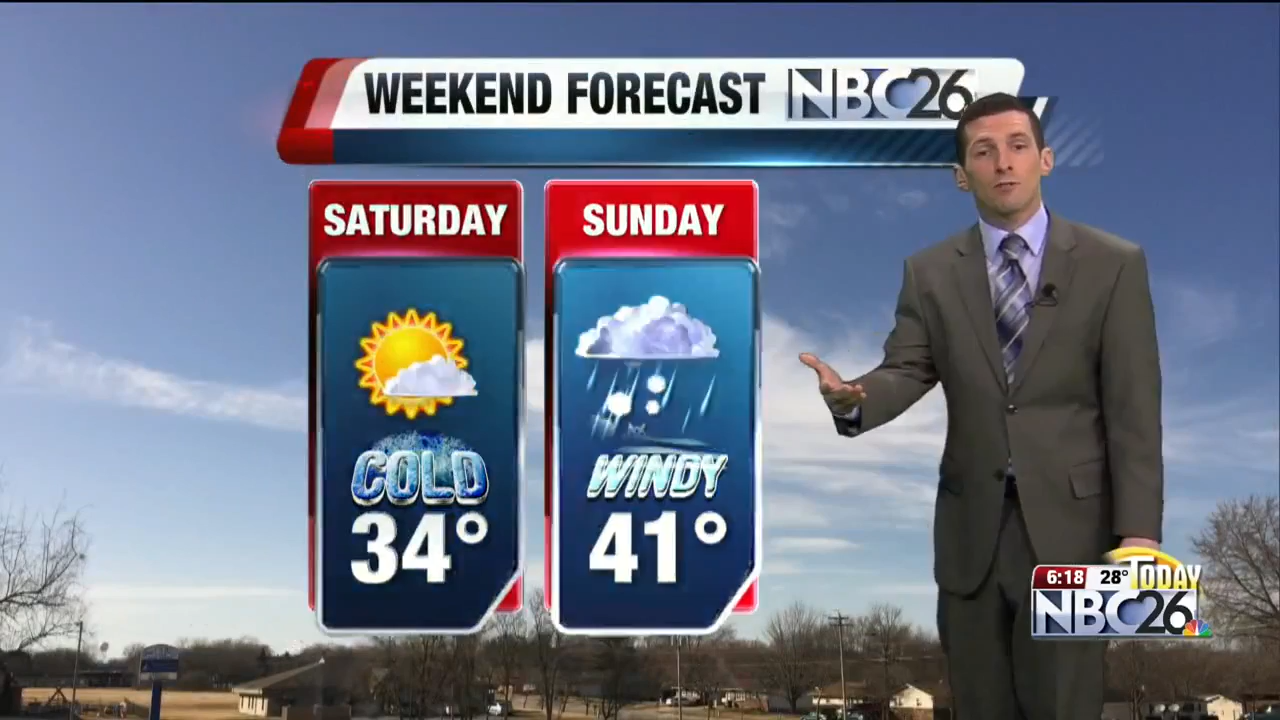 WEEKEND FORECAST NBC26
SATURDAY
COLD
34°
SUNDAY
WINDY
41°
6:18 28° TODAY
NBC26